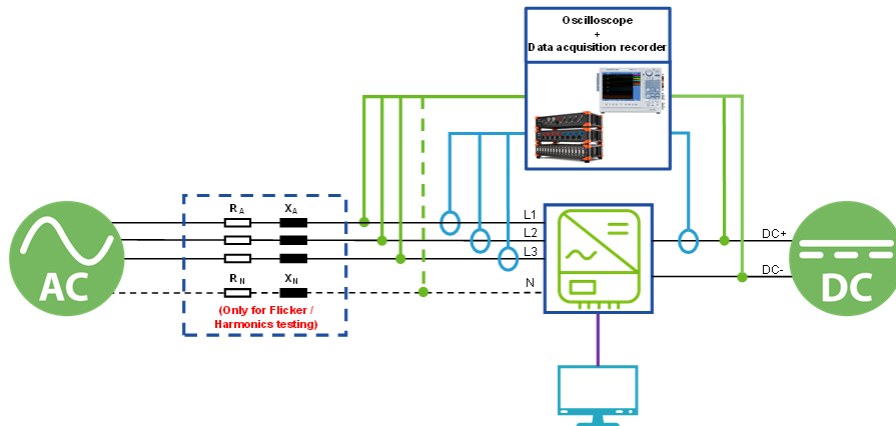 Oscilloscope
+
Data acquisition recorder
R A
X A
L1
L2
L3
N
DC+
DC-
AC
DC
R N
X N
(Only for Flicker /
Harmonics testing)